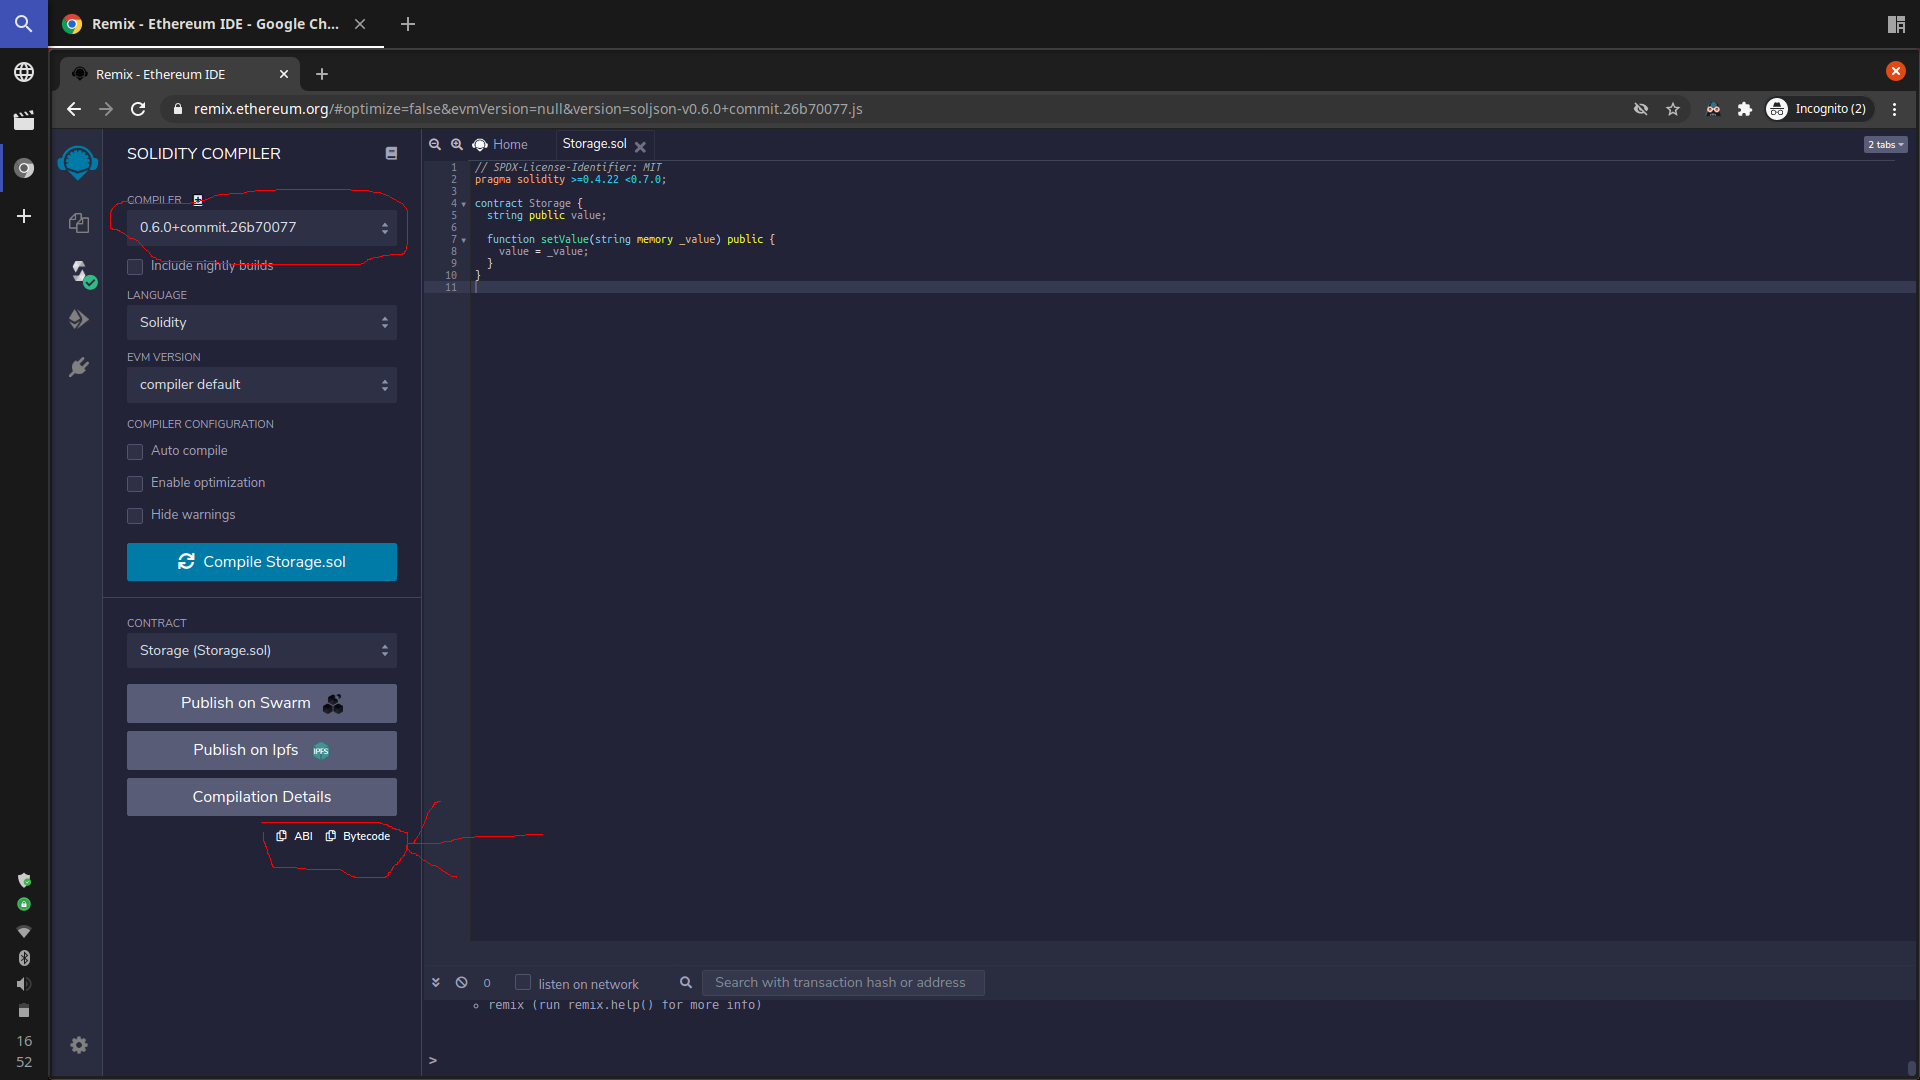 Remix - Ethereum IDE - Google Ch...
Remix - Ethereum IDE
remix.ethereum.org/#optimize=false&evmVersion=null&version=soljson-v0.6.0+commit.26b70077.js
Incognito (2)
SOLIDITY COMPILER
COMPILER
0.6.0+commit.26b70077
Include nightly builds
LANGUAGE
Solidity
EVM VERSION
compiler default
COMPILER CONFIGURATION
Auto compile
Enable optimization
Hide warnings
Compile Storage.sol
CONTRACT
Storage (Storage.sol)
Publish on Swarm
Publish on Ipfs
IPFS
Compilation Details
ABI Bytecode
Home Storage.sol
2 tabs
1 // SPDX-License-Identifier: MIT
2 pragma solidity >=0.4.22 <0.7.0;
3
4 contract Storage {
5 string public value;
6
7 function setValue(string memory _value) public {
8 value = _value;
9 }
10 }
11
0 listen on network Search with transaction hash or address
remix (run remix.help() for more info)
>
16
52